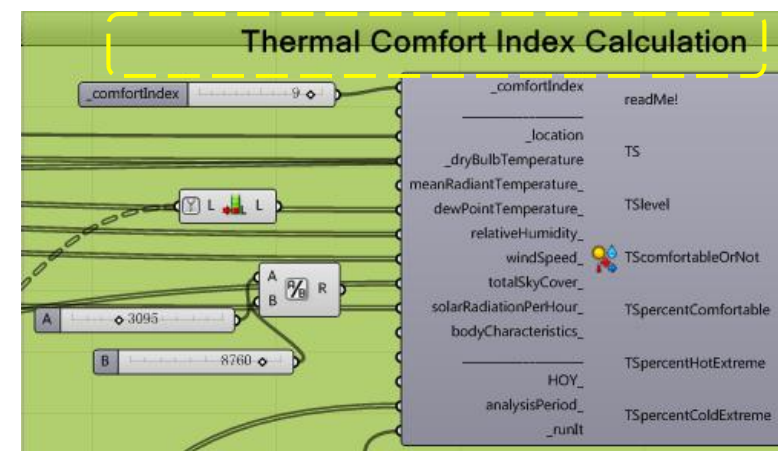 Thermal Comfort Index Calculation
_comfortIndex 9
_comfortIndex
readMe!
_location
_dryBulbTemperature
TS
meanRadiantTemperature_
dewPointTemperature_
TSlevel
relativeHumidity_
windSpeed_
TScomfortableOrNot
totalSkyCover_
solarRadiationPerHour_
TSpercentComfortable
bodyCharacteristics_
TSpercentHotExtreme
HOY_
analysisPeriod_
TSpercentColdExtreme
_runIt
L L
A A/B R
B
A 3095
B 8760